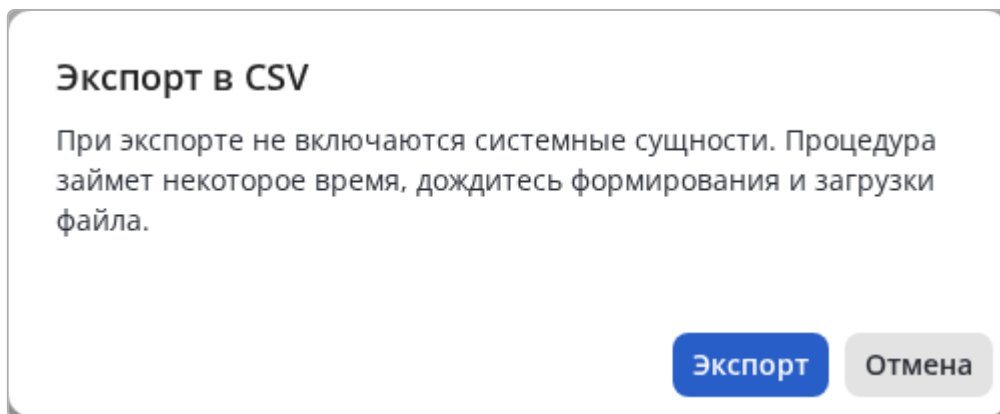 Экспорт в CSV
При экспорте не включаются системные сущности. Процедура
займет некоторое время, дождитесь формирования и загрузки
файла.
Экспорт Отмена